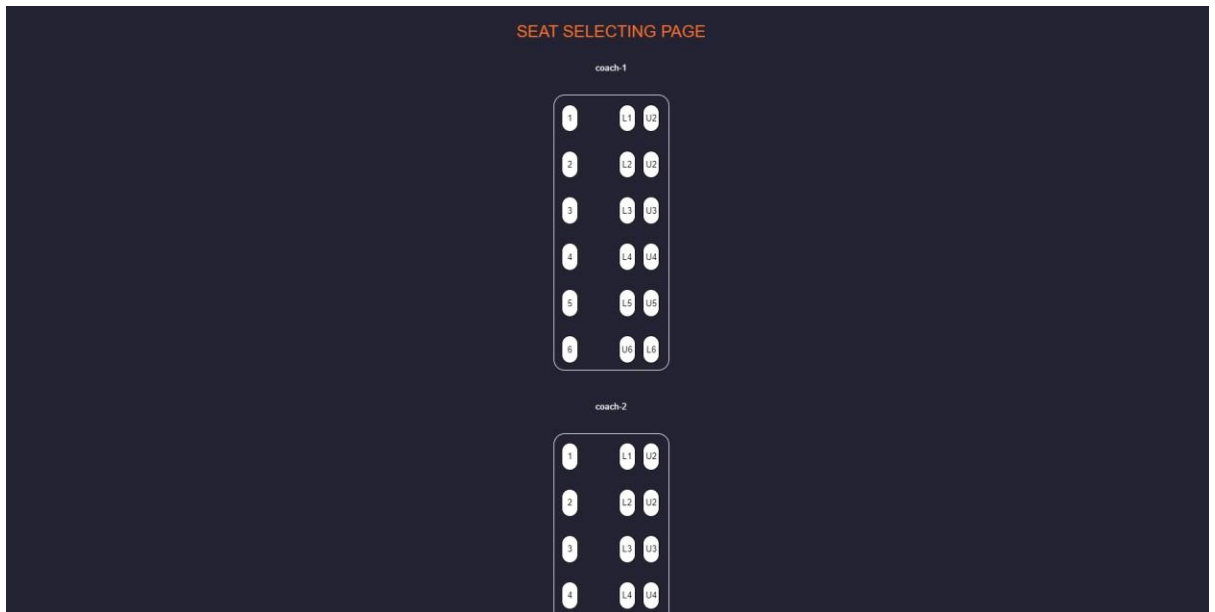 SEAT SELECTING PAGE
coach-1
1 L1 U2
2 L2 U2
3 L3 U3
4 L4 U4
5 L5 U5
6 U6 L6
coach-2
1 L1 U2
2 L2 U2
3 L3 U3
4 L4 U4